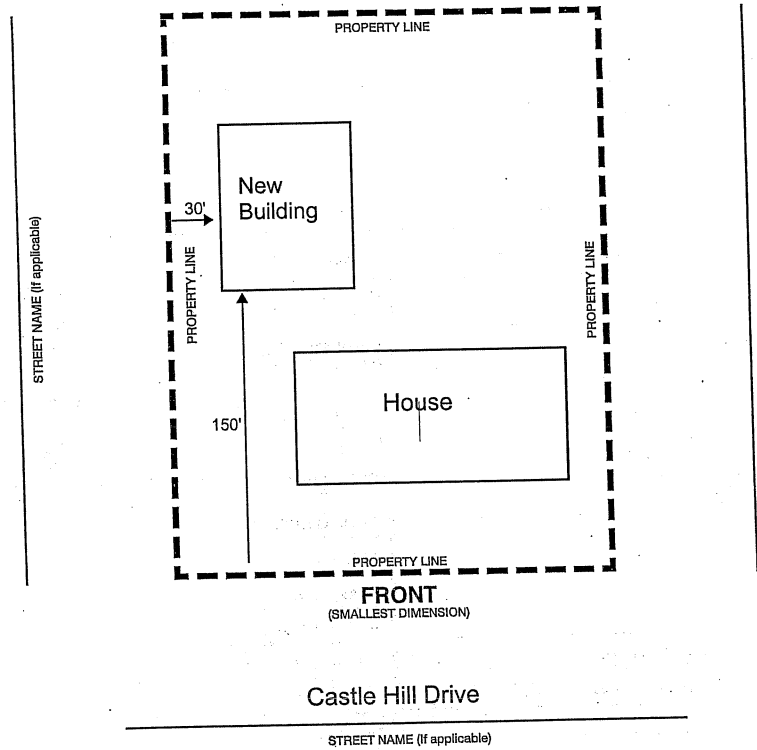 PROPERTY LINE
New
Building
30'
PROPERTY LINE
STREET NAME (If applicable)
PROPERTY LINE
House
150'
PROPERTY LINE
FRONT
(SMALLEST DIMENSION)
Castle Hill Drive
STREET NAME (If applicable)